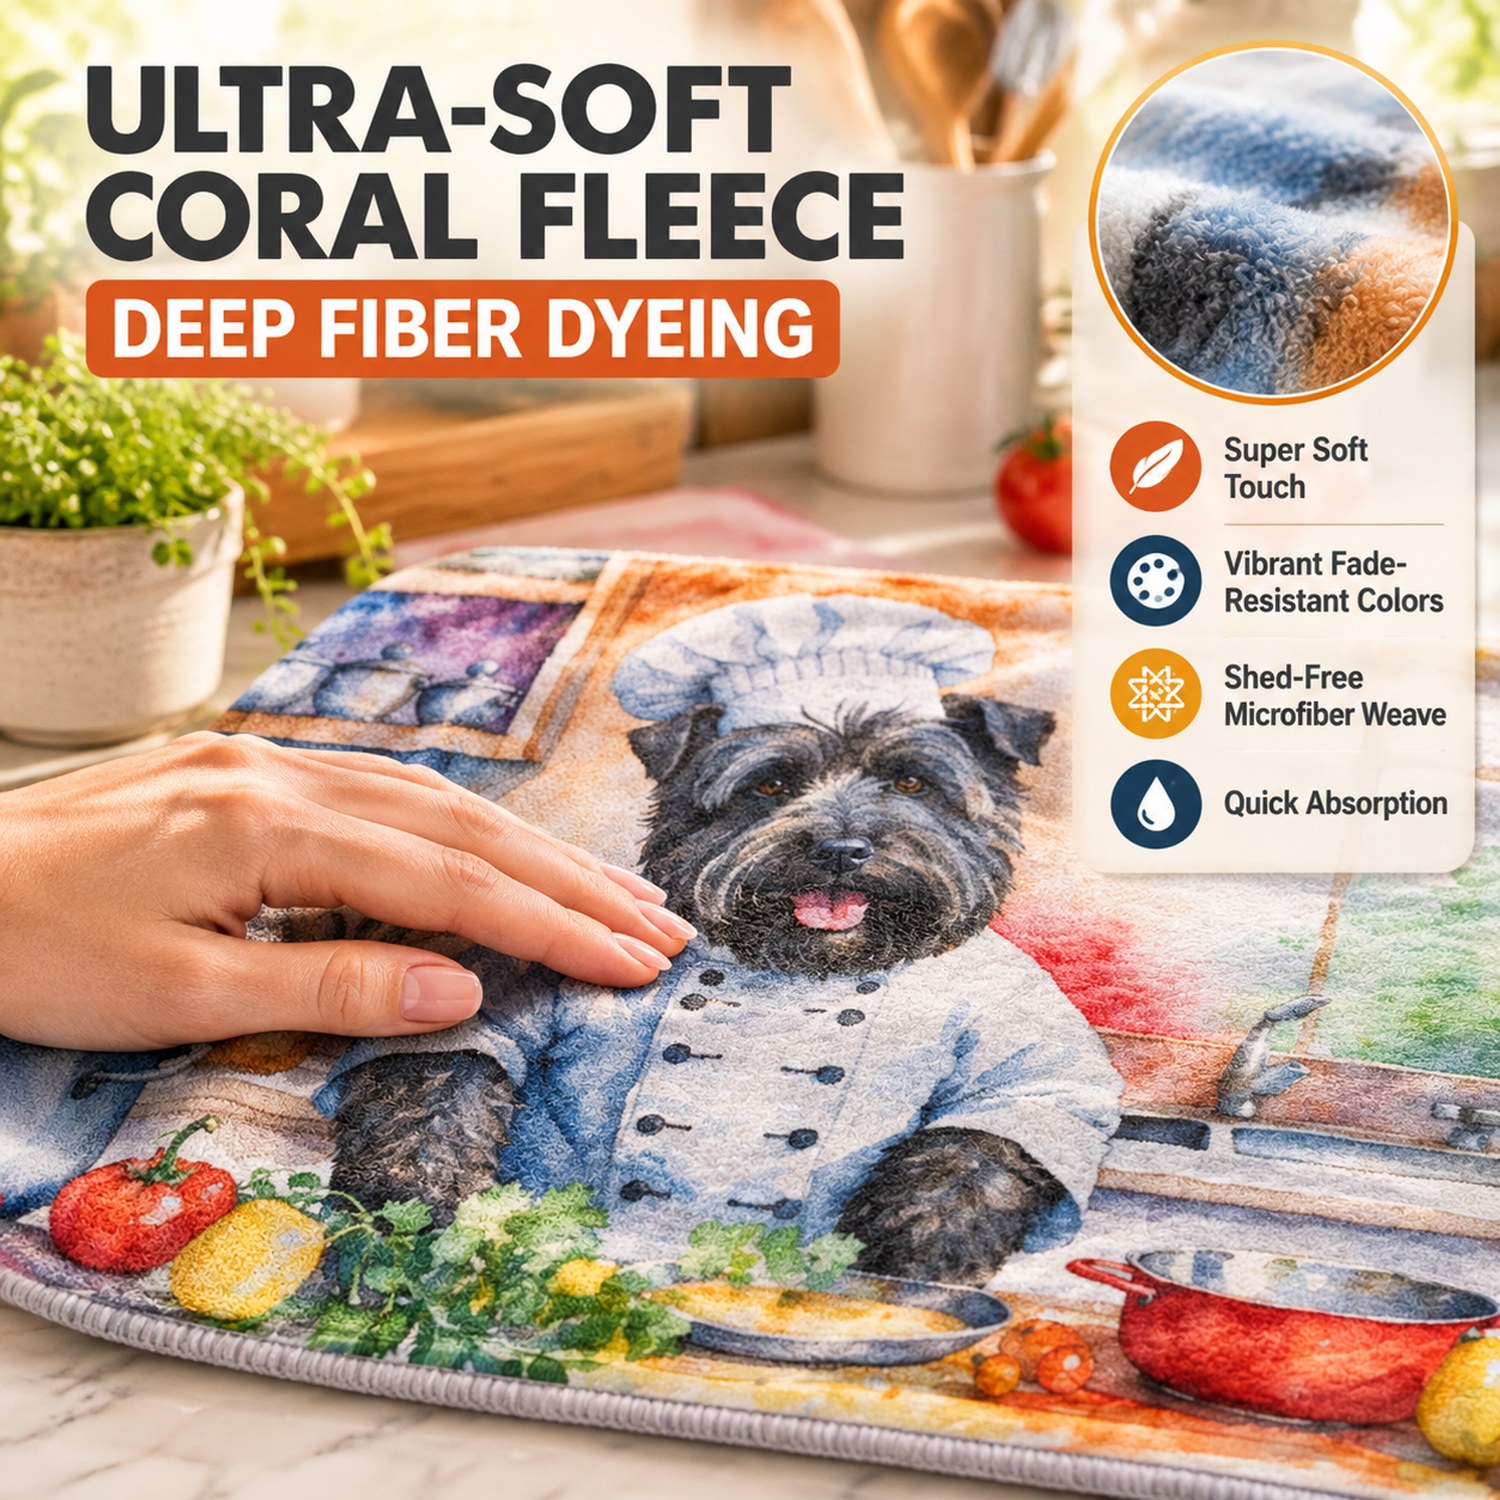 ULTRA-SOFT
CORAL FLEECE
DEEP FIBER DYEING
Super Soft
Touch
Vibrant Fade-
Resistant Colors
Shed-Free
Microfiber Weave
Quick Absorption